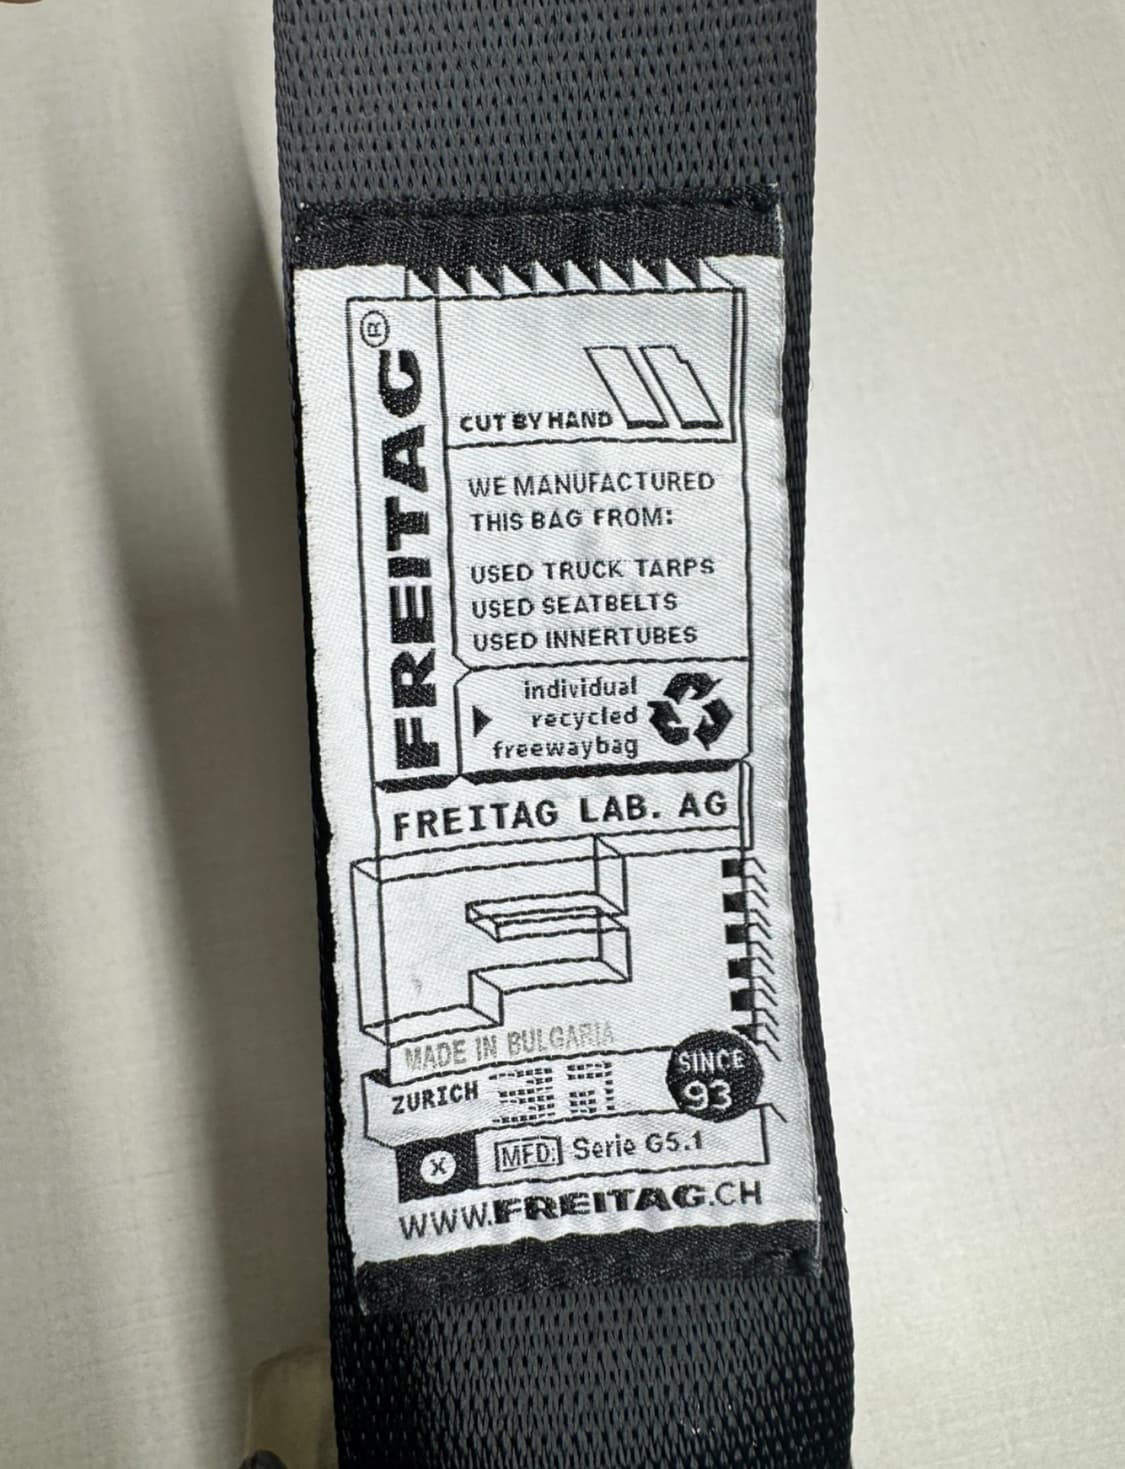 FREITAG®
CUT BY HAND
WE MANUFACTURED
THIS BAG FROM:
USED TRUCK TARPS
USED SEATBELTS
USED INNERTUBES
individual
recycled
freewaybag
FREITAG LAB. AG
F
MADE IN BULGARIA
ZURICH
SINCE
93
X
MFD: Serie G5.1
WWW.FREITAG.CH